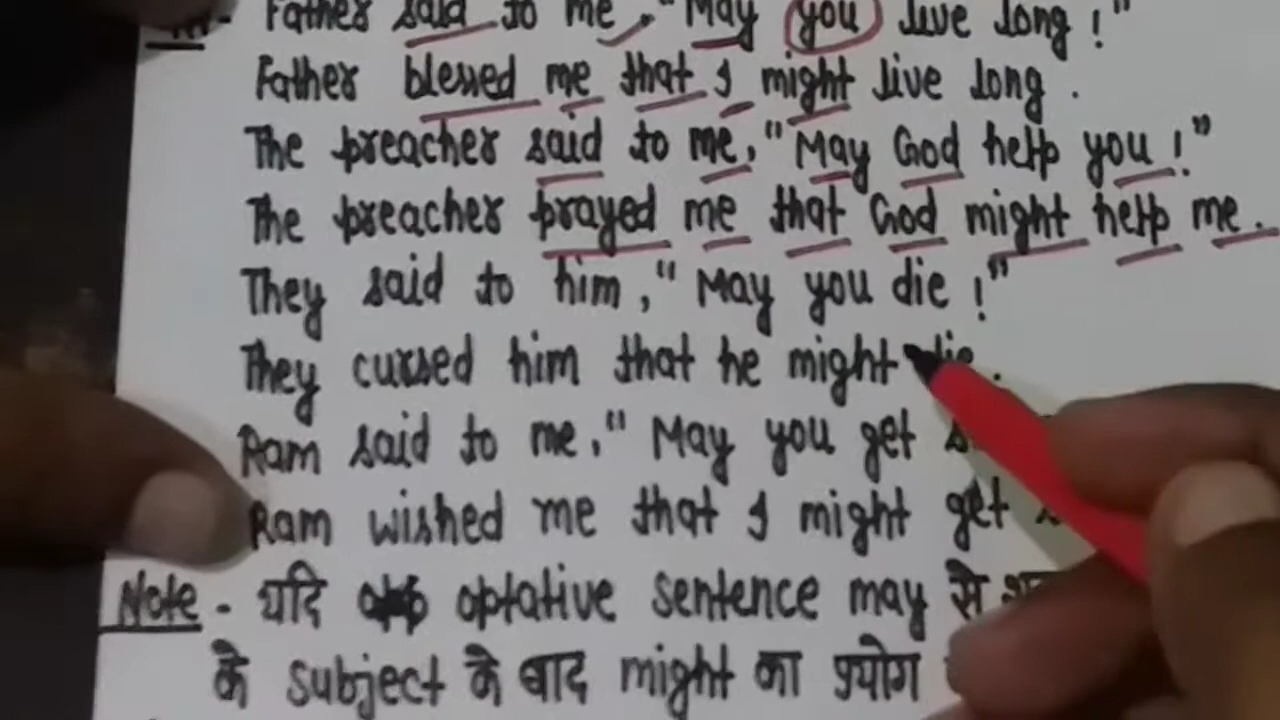 Father said to me, "May you live long!"
Father blessed me that I might live long.
The preacher said to me, "May God help you!"
The preacher prayed me that God might help me.
They said to him, "May you die!"
They cursed him that he might die.
Ram said to me, "May you get
Ram wished me that I might get
Note - यदि optative sentence may से
के subject के बाद might का प्रयोग